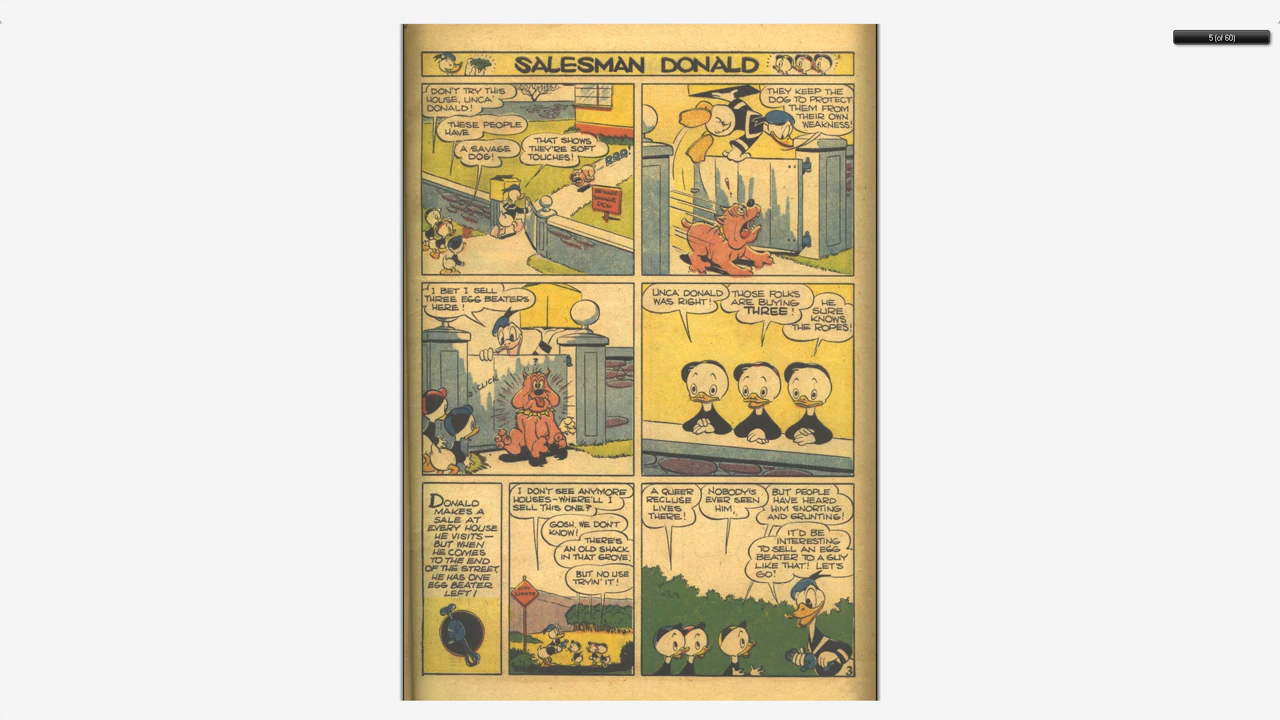 5 (of 60)
SALESMAN DONALD
DON'T TRY THIS
HOUSE, UNCA'
DONALD!
THESE PEOPLE
HAVE
A SAVAGE
DOG!
THAT SHOWS
THEY'RE SOFT
TOUCHES!
RRR!
BEWARE
SAVAGE
DOG
THEY KEEP THE
DOG TO PROTECT
THEM FROM
THEIR OWN
WEAKNESS!
!
I BET I SELL
THREE EGG BEATERS
HERE!
CLICK
?
UNCA' DONALD
WAS RIGHT!
THOSE FOLKS
ARE BUYING
THREE!
HE
SURE
KNOWS
THE ROPES!
DONALD
MAKES A
SALE AT
EVERY HOUSE
HE VISITS—
BUT WHEN
HE COMES
TO THE END
OF THE STREET,
HE HAS ONE
EGG BEATER
LEFT!
I DON'T SEE ANYMORE
HOUSES—WHERE'LL I
SELL THIS ONE?
GOSH, WE DON'T
KNOW!
THERE'S
AN OLD SHACK
IN THAT GROVE,
BUT NO USE
TRYIN' IT!
CITY
LIMITS
A QUEER
RECLUSE
LIVES
THERE!
NOBODY'S
EVER SEEN
HIM,
BUT PEOPLE
HAVE HEARD
HIM SNORTING
AND GRUNTING!
IT'D BE
INTERESTING
TO SELL AN EGG
BEATER TO A GUY
LIKE THAT! LET'S
GO!
3